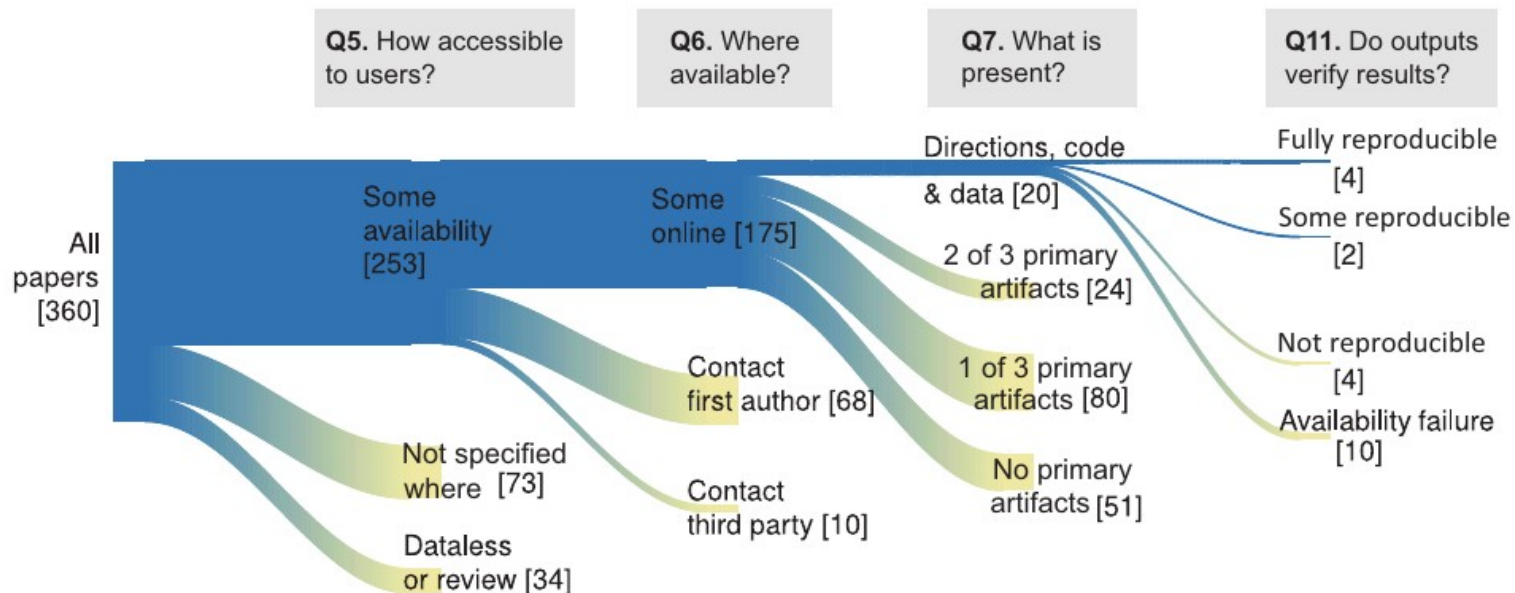 Q5. How accessible
to users?
Q6. Where
available?
Q7. What is
present?
Q11. Do outputs
verify results?
All
papers
[360]
Some
availability
[253]
Not specified
where [73]
Dataless
or review [34]
Some
online [175]
Contact
first author [68]
Contact
third party [10]
Directions, code
& data [20]
2 of 3 primary
artifacts [24]
1 of 3 primary
artifacts [80]
No primary
artifacts [51]
Fully reproducible
[4]
Some reproducible
[2]
Not reproducible
[4]
Availability failure
[10]